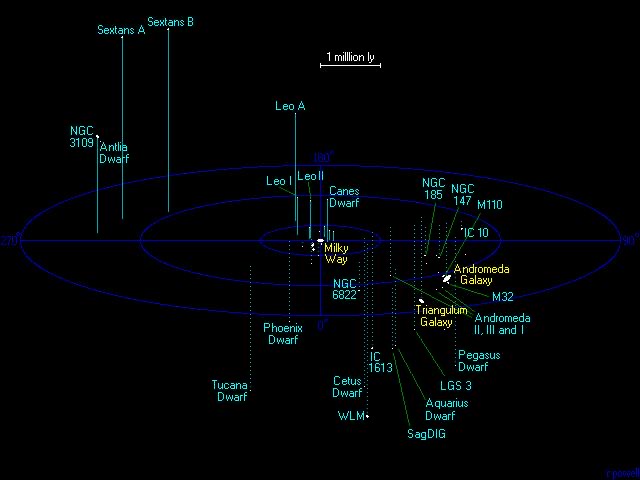 Sextans B
Sextans A
1 milllion ly
Leo A
NGC
3109
Antlia
Dwarf
180°
Leo I
Leo II
Canes
Dwarf
NGC
185
NGC
147
M110
IC 10
270°
90°
Milky
Way
Andromeda
Galaxy
NGC
6822
M32
Triangulum
Galaxy
Andromeda
II, III and I
0°
Phoenix
Dwarf
IC
1613
Pegasus
Dwarf
Tucana
Dwarf
Cetus
Dwarf
LGS 3
Aquarius
Dwarf
WLM
SagDIG
r.powell